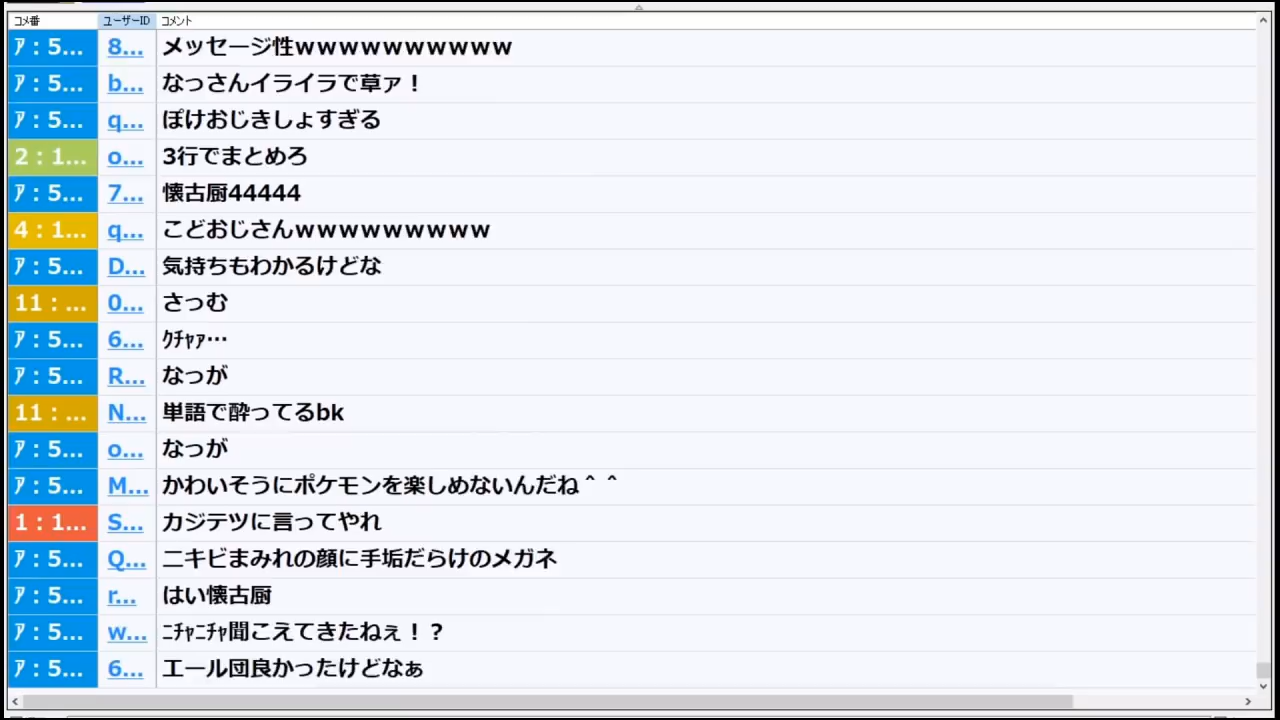 コメ番 ユーザーID コメント
ｱ：5... 8... メッセージ性ｗｗｗｗｗｗｗｗｗｗ
ｱ：5... b... なっさんイライラで草ァ！
ｱ：5... q... ぽけおじきしょすぎる
2：1... o... 3行でまとめろ
ｱ：5... 7... 懐古厨44444
4：1... q... こどおじさんｗｗｗｗｗｗｗｗｗ
ｱ：5... D... 気持ちもわかるけどな
11：... 0... さっむ
ｱ：5... 6... ｸﾁｬｧ…
ｱ：5... R... なっが
11：... N... 単語で酔ってるbk
ｱ：5... o... なっが
ｱ：5... M... かわいそうにポケモンを楽しめないんだね＾＾
1：1... S... カジテツに言ってやれ
ｱ：5... Q... ニキビまみれの顔に手垢だらけのメガネ
ｱ：5... r... はい懐古厨
ｱ：5... w... ﾆﾁｬﾆﾁｬ聞こえてきたねぇ！？
ｱ：5... 6... エール団良かったけどなぁ